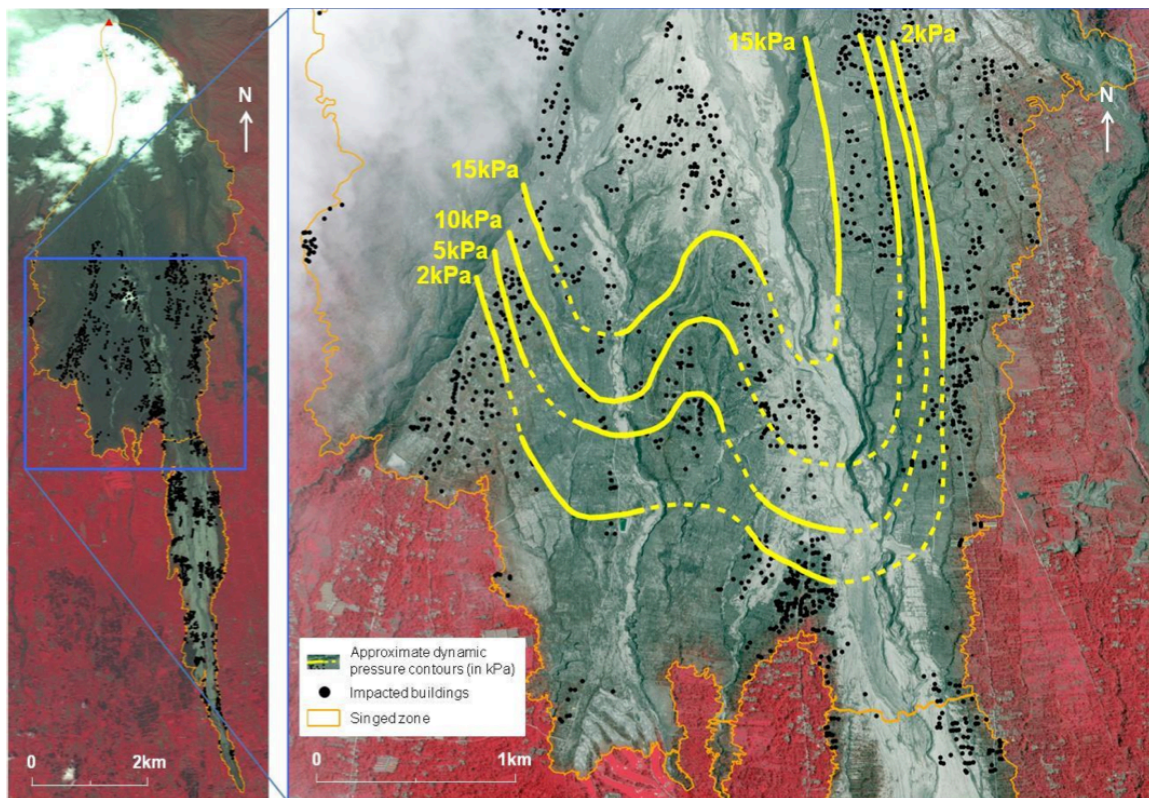 N
0
2km
15kPa
2kPa
N
15kPa
10kPa
5kPa
2kPa
Approximate dynamic
pressure contours (in kPa)
Impacted buildings
Singed zone
0
1km